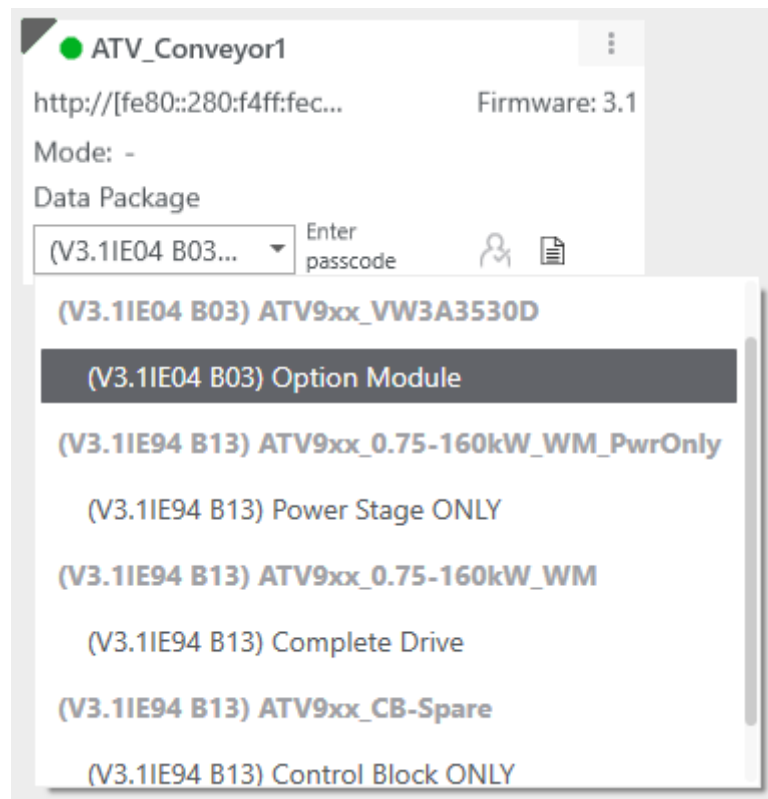 ATV_Conveyor1
http://[fe80::280:f4ff:fec... Firmware: 3.1
Mode: -
Data Package
(V3.1IE04 B03... Enter passcode
(V3.1IE04 B03) ATV9xx_VW3A3530D
(V3.1IE04 B03) Option Module
(V3.1IE94 B13) ATV9xx_0.75-160kW_WM_PwrOnly
(V3.1IE94 B13) Power Stage ONLY
(V3.1IE94 B13) ATV9xx_0.75-160kW_WM
(V3.1IE94 B13) Complete Drive
(V3.1IE94 B13) ATV9xx_CB-Spare
(V3.1IE94 B13) Control Block ONLY